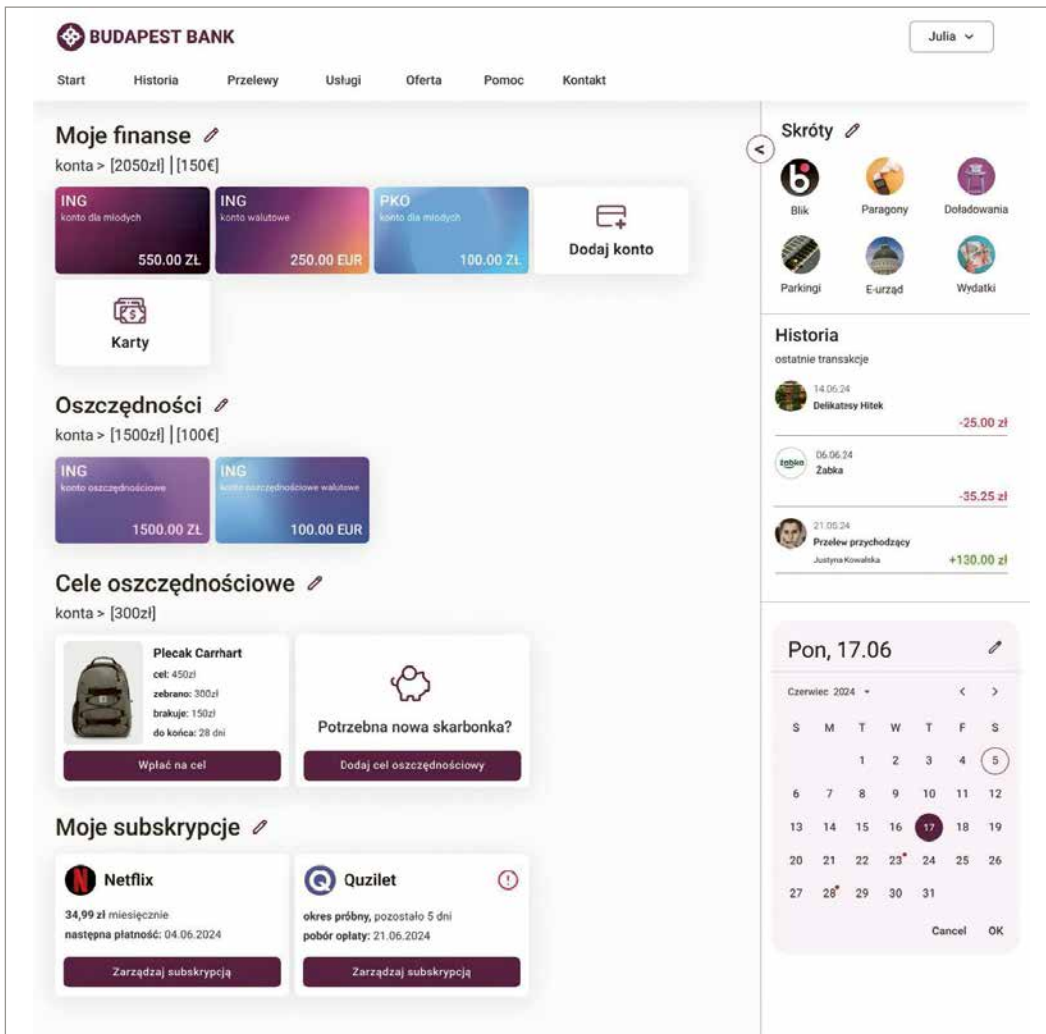 BUDAPEST BANK
Julia
Start Historia Przelewy Usługi Oferta Pomoc Kontakt
Moje finanse
konta > [2050zł] | [150€]
ING
konto dla młodych
550.00 ZŁ
ING
konto walutowe
250.00 EUR
PKO
konto dla młodych
100.00 ZŁ
Dodaj konto
Karty
Oszczędności
konta > [1500zł] | [100€]
ING
konto oszczędnościowe
1500.00 ZŁ
ING
konto oszczędnościowe walutowe
100.00 EUR
Cele oszczędnościowe
konta > [300zł]
Plecak Carrhart
cel: 450zł
zebrano: 300zł
brakuje: 150zł
do końca: 28 dni
Wpłać na cel
Potrzebna nowa skarbonka?
Dodaj cel oszczędnościowy
Moje subskrypcje
Netflix
34,99 zł miesięcznie
następna płatność: 04.06.2024
Zarządzaj subskrypcją
Quzilet
okres próbny, pozostało 5 dni
pobór opłaty: 21.06.2024
Zarządzaj subskrypcją
<
Skróty
Blik Paragony Doładowania
Parkingi E-urząd Wydatki
Historia
ostatnie transakcje
14.06.24
Delikatesy Hitek
-25.00 zł
żabka
06.06.24
Żabka
-35.25 zł
21.05.24
Przelew przychodzący
Justyna Kowalska
+130.00 zł
Pon, 17.06
Czerwiec 2024 < >
S M T W T F S
1 2 3 4 5
6 7 8 9 10 11 12
13 14 15 16 17 18 19
20 21 22 23 24 25 26
27 28 29 30 31
Cancel OK